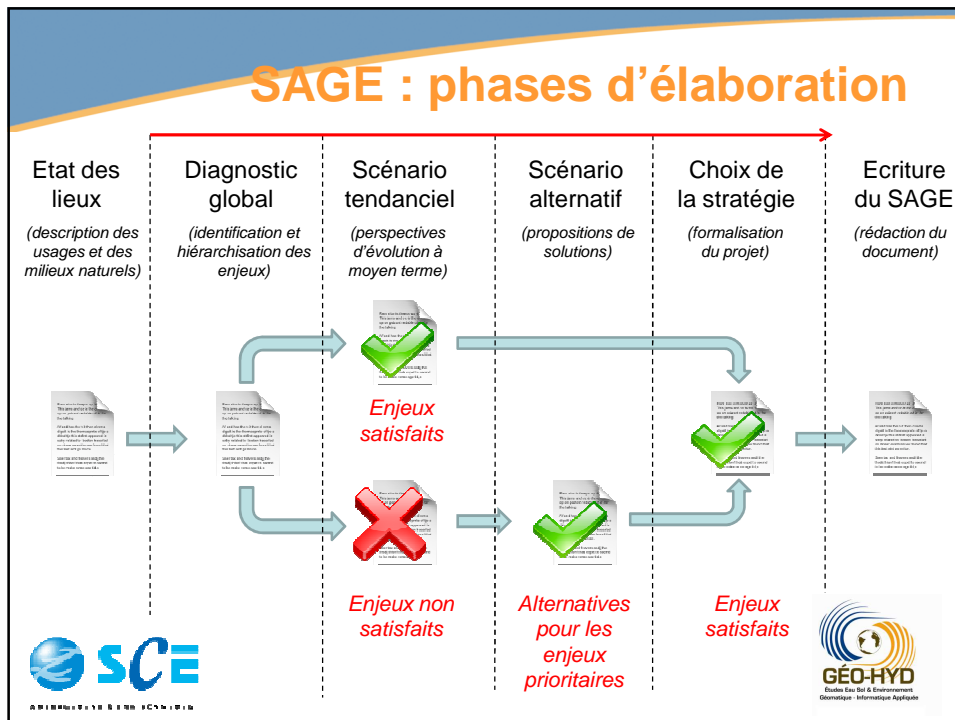 SAGE : phases d'élaboration
Etat des
lieux
(description des
usages et des
milieux naturels)
Diagnostic
global
(identification et
hiérarchisation des
enjeux)
Scénario
tendanciel
(perspectives
d'évolution à
moyen terme)
Scénario
alternatif
(propositions de
solutions)
Choix de
la stratégie
(formalisation
du projet)
Ecriture
du SAGE
(rédaction du
document)
Enjeux
satisfaits
Enjeux non
satisfaits
Alternatives
pour les
enjeux
prioritaires
Enjeux
satisfaits
SCE
GÉO-HYD
Études Eau Sol & Environnement
Géomatique - Informatique Appliquée